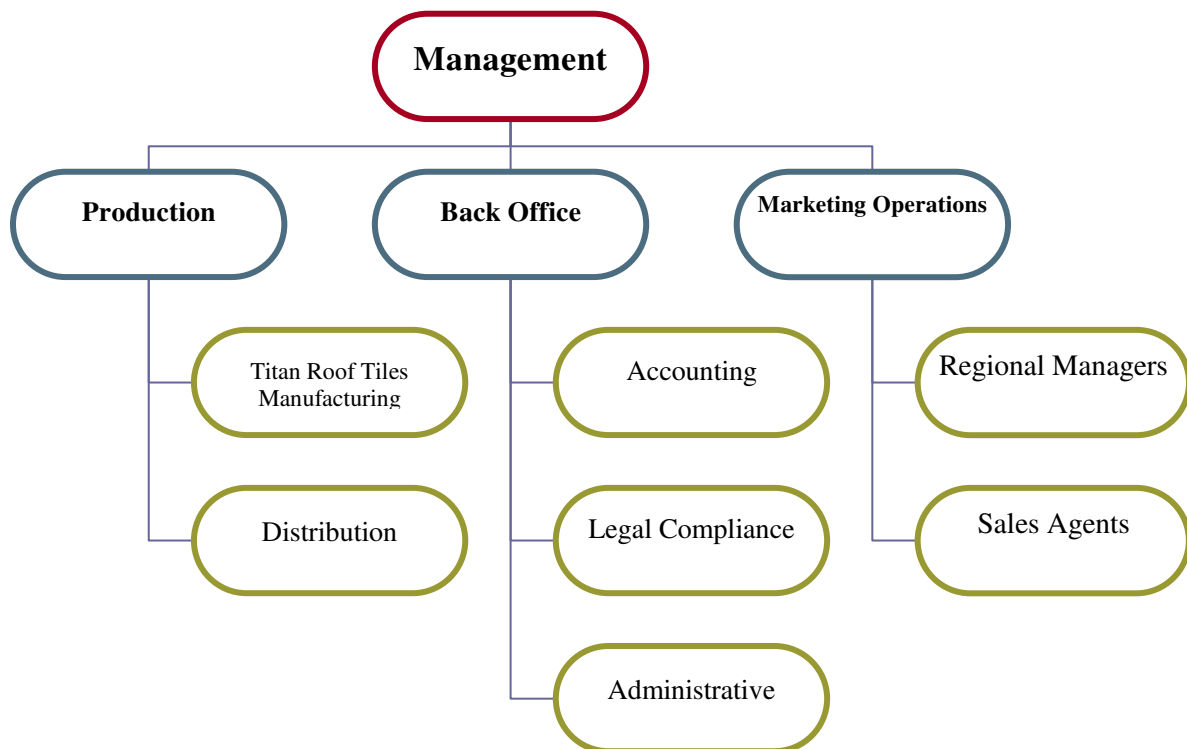 Management
Production
Back Office
Marketing Operations
Titan Roof Tiles
Manufacturing
Accounting
Regional Managers
Distribution
Legal Compliance
Sales Agents
Administrative